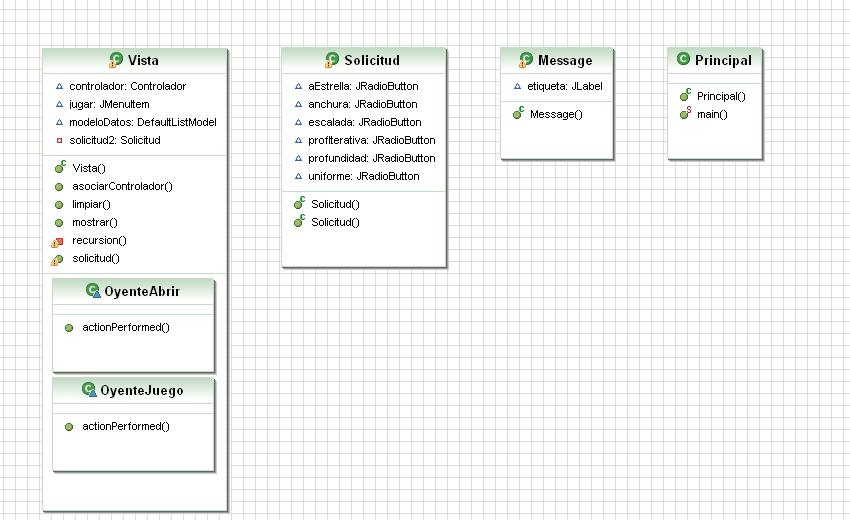 Vista
controlador: Controlador
jugar: JMenuItem
modeloDatos: DefaultListModel
solicitud2: Solicitud
Vista()
asociarControlador()
limpiar()
mostrar()
recursion()
solicitud()
OyenteAbrir
actionPerformed()
OyenteJuego
actionPerformed()
Solicitud
aEstrella: JRadioButton
anchura: JRadioButton
escalada: JRadioButton
profIterativa: JRadioButton
profundidad: JRadioButton
uniforme: JRadioButton
Solicitud()
Solicitud()
Message
etiqueta: JLabel
Message()
Principal
Principal()
main()